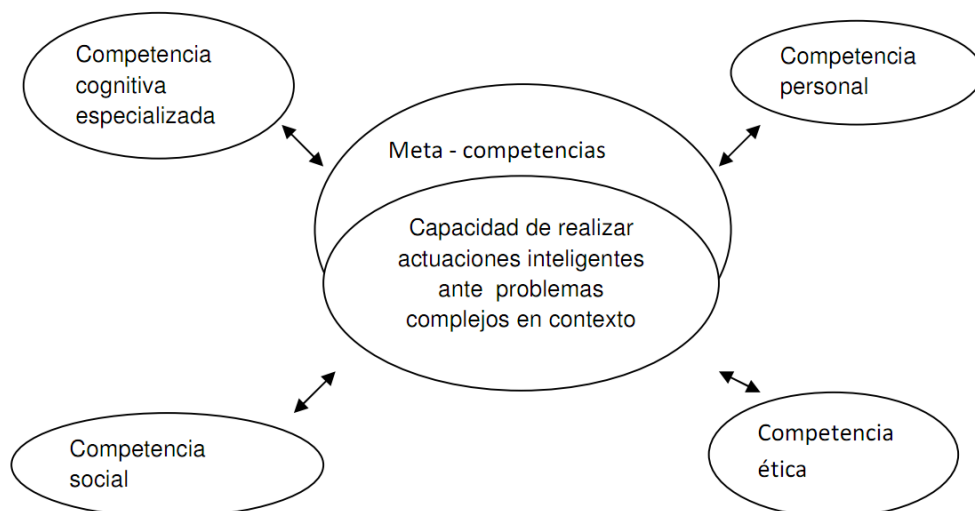 Competencia
cognitiva
especializada
Competencia
personal
Meta - competencias
Capacidad de realizar
actuaciones inteligentes
ante problemas
complejos en contexto
Competencia
social
Competencia
ética